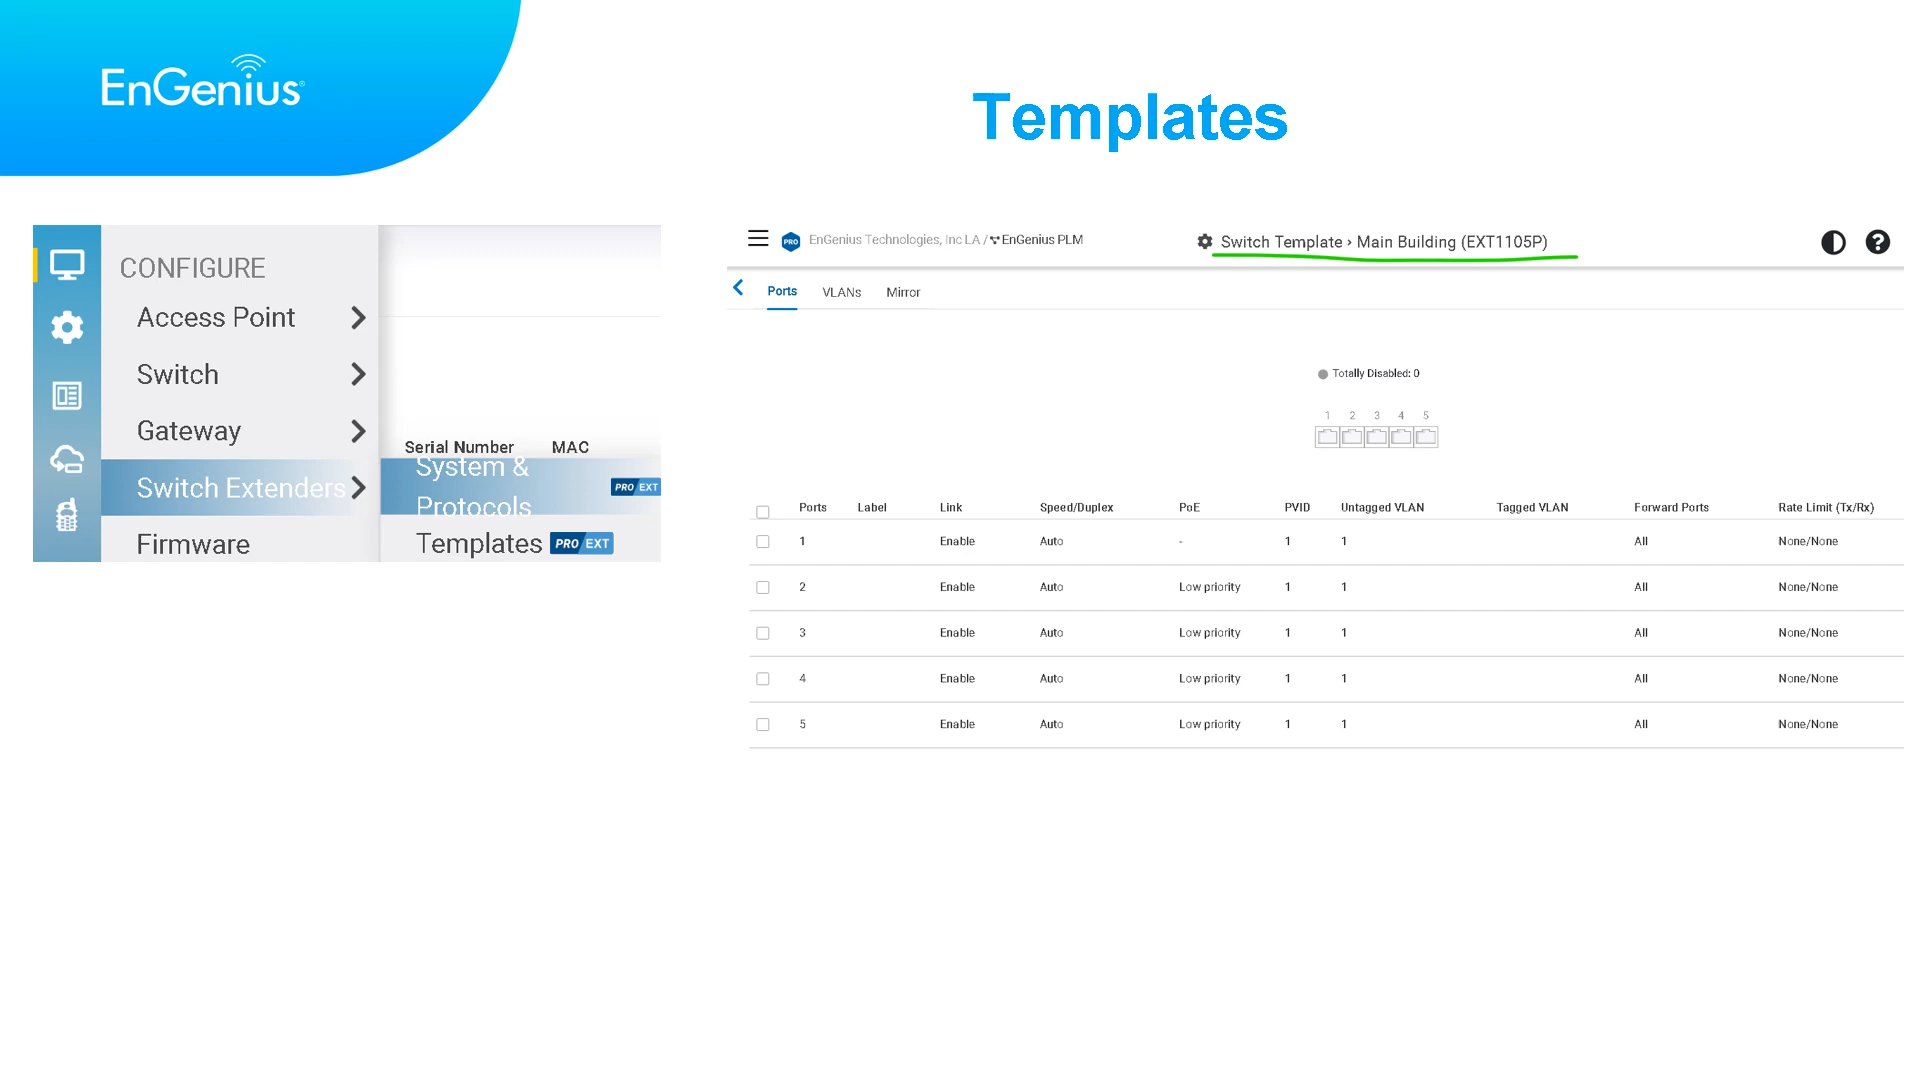 EnGenius
Templates
CONFIGURE
Access Point
Switch
Gateway
Switch Extenders
Firmware
Serial Number MAC
System &
Protocols
PRO EXT
Templates PRO EXT
PRO EnGenius Technologies, Inc LA / EnGenius PLM
Switch Template › Main Building (EXT1105P)
?
Ports VLANs Mirror
Totally Disabled: 0
1 2 3 4 5
Ports Label Link Speed/Duplex PoE PVID Untagged VLAN Tagged VLAN Forward Ports Rate Limit (Tx/Rx)
1 Enable Auto - 1 1 All None/None
2 Enable Auto Low priority 1 1 All None/None
3 Enable Auto Low priority 1 1 All None/None
4 Enable Auto Low priority 1 1 All None/None
5 Enable Auto Low priority 1 1 All None/None